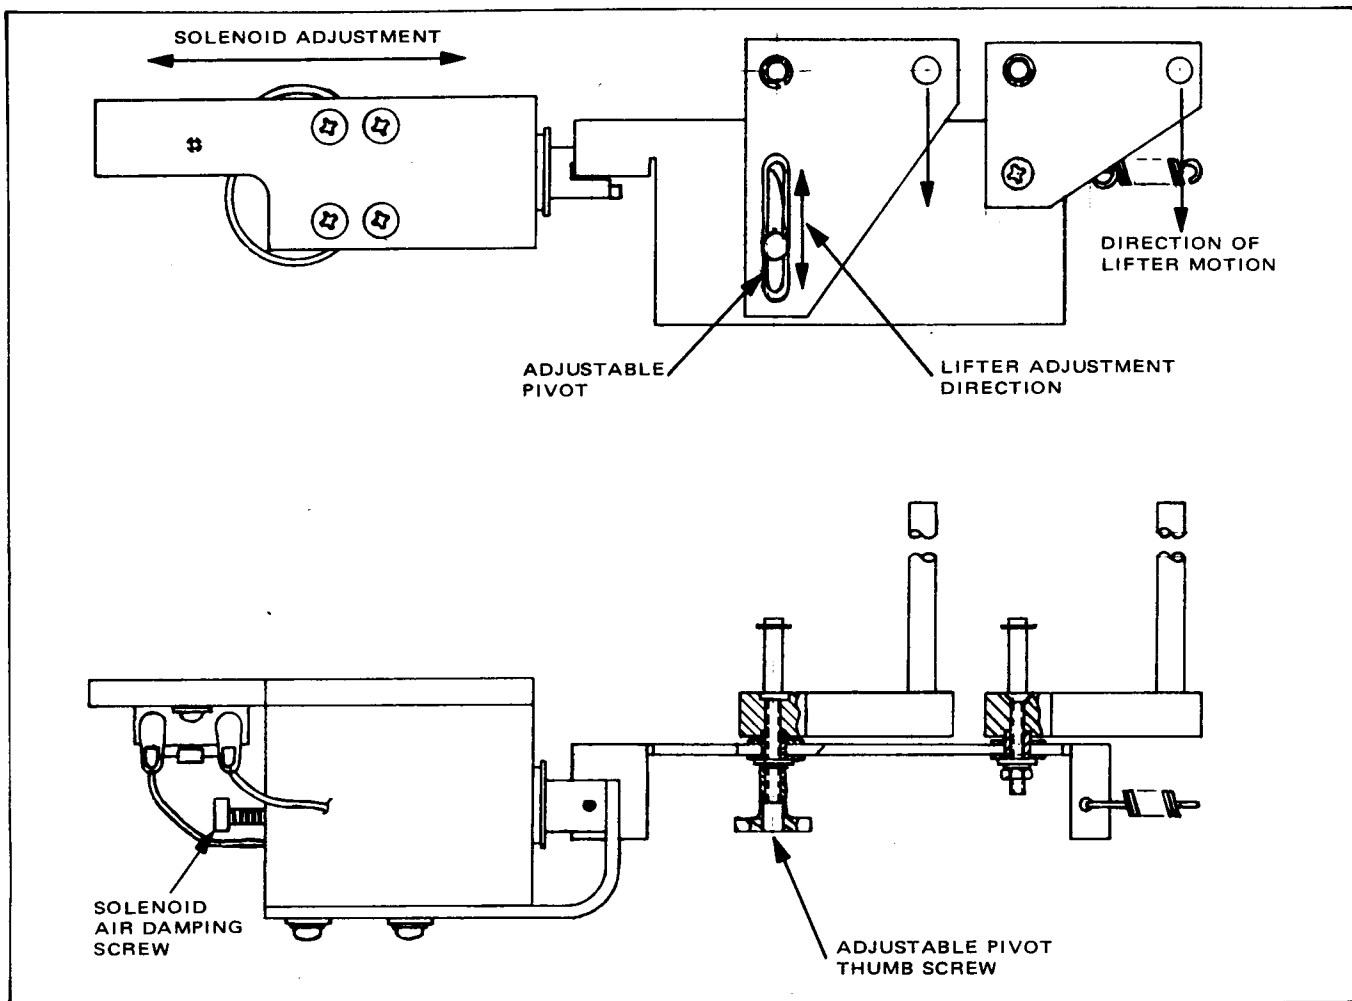 SOLENOID ADJUSTMENT
DIRECTION OF
LIFTER MOTION
ADJUSTABLE
PIVOT
LIFTER ADJUSTMENT
DIRECTION
SOLENOID
AIR DAMPING
SCREW
ADJUSTABLE PIVOT
THUMB SCREW